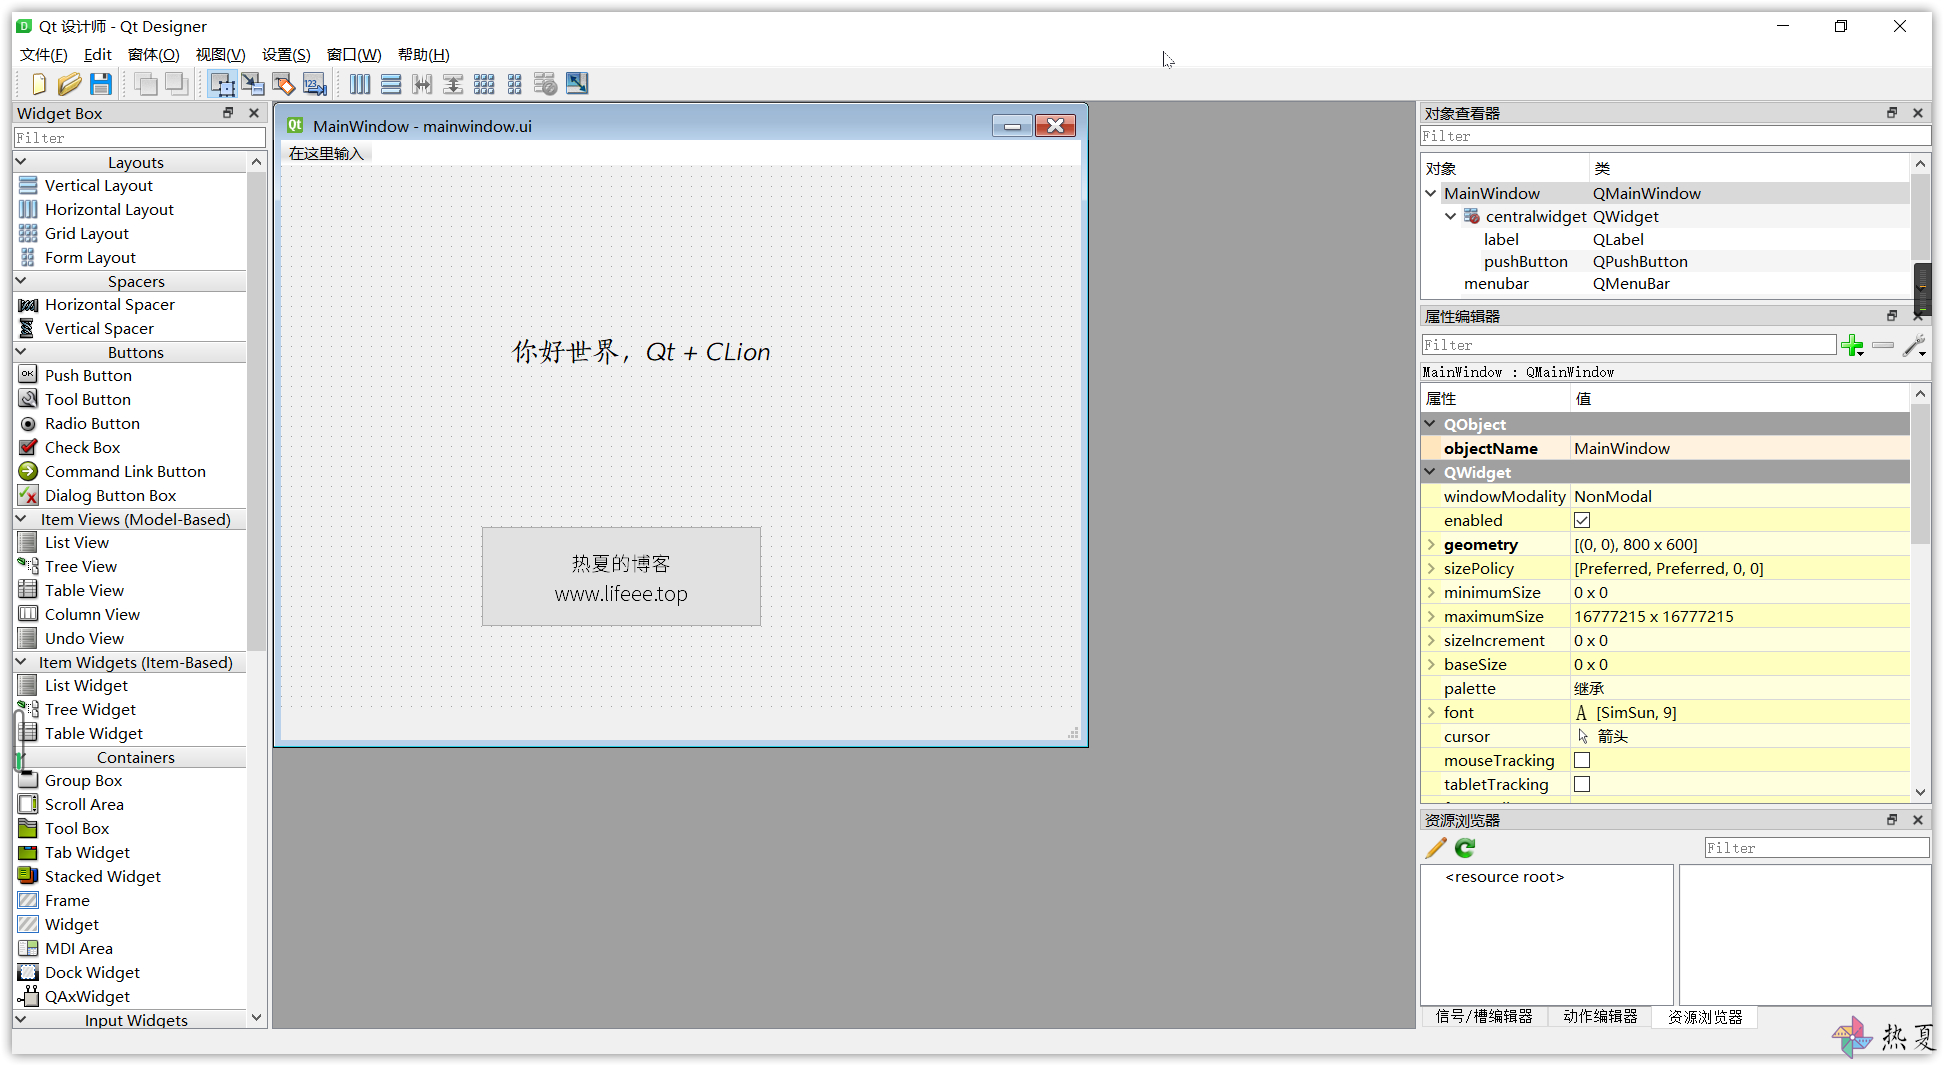 Qt 设计师 - Qt Designer
文件(F) Edit 窗体(O) 视图(V) 设置(S) 窗口(W) 帮助(H)
Widget Box
Filter
Layouts
Vertical Layout
Horizontal Layout
Grid Layout
Form Layout
Spacers
Horizontal Spacer
Vertical Spacer
Buttons
Push Button
Tool Button
Radio Button
Check Box
Command Link Button
Dialog Button Box
Item Views (Model-Based)
List View
Tree View
Table View
Column View
Undo View
Item Widgets (Item-Based)
List Widget
Tree Widget
Table Widget
Containers
Group Box
Scroll Area
Tool Box
Tab Widget
Stacked Widget
Frame
Widget
MDI Area
Dock Widget
QAxWidget
Input Widgets
MainWindow - mainwindow.ui
在这里输入
你好世界，Qt + CLion
热夏的博客
www.lifeee.top
对象查看器
Filter
对象 类
MainWindow QMainWindow
centralwidget QWidget
label QLabel
pushButton QPushButton
menubar QMenuBar
属性编辑器
Filter
MainWindow : QMainWindow
属性 值
QObject
objectName MainWindow
QWidget
windowModality NonModal
enabled
geometry [(0, 0), 800 x 600]
sizePolicy [Preferred, Preferred, 0, 0]
minimumSize 0 x 0
maximumSize 16777215 x 16777215
sizeIncrement 0 x 0
baseSize 0 x 0
palette 继承
font A [SimSun, 9]
cursor 箭头
mouseTracking
tabletTracking
资源浏览器
Filter
<resource root>
信号/槽编辑器 动作编辑器 资源浏览器
热夏